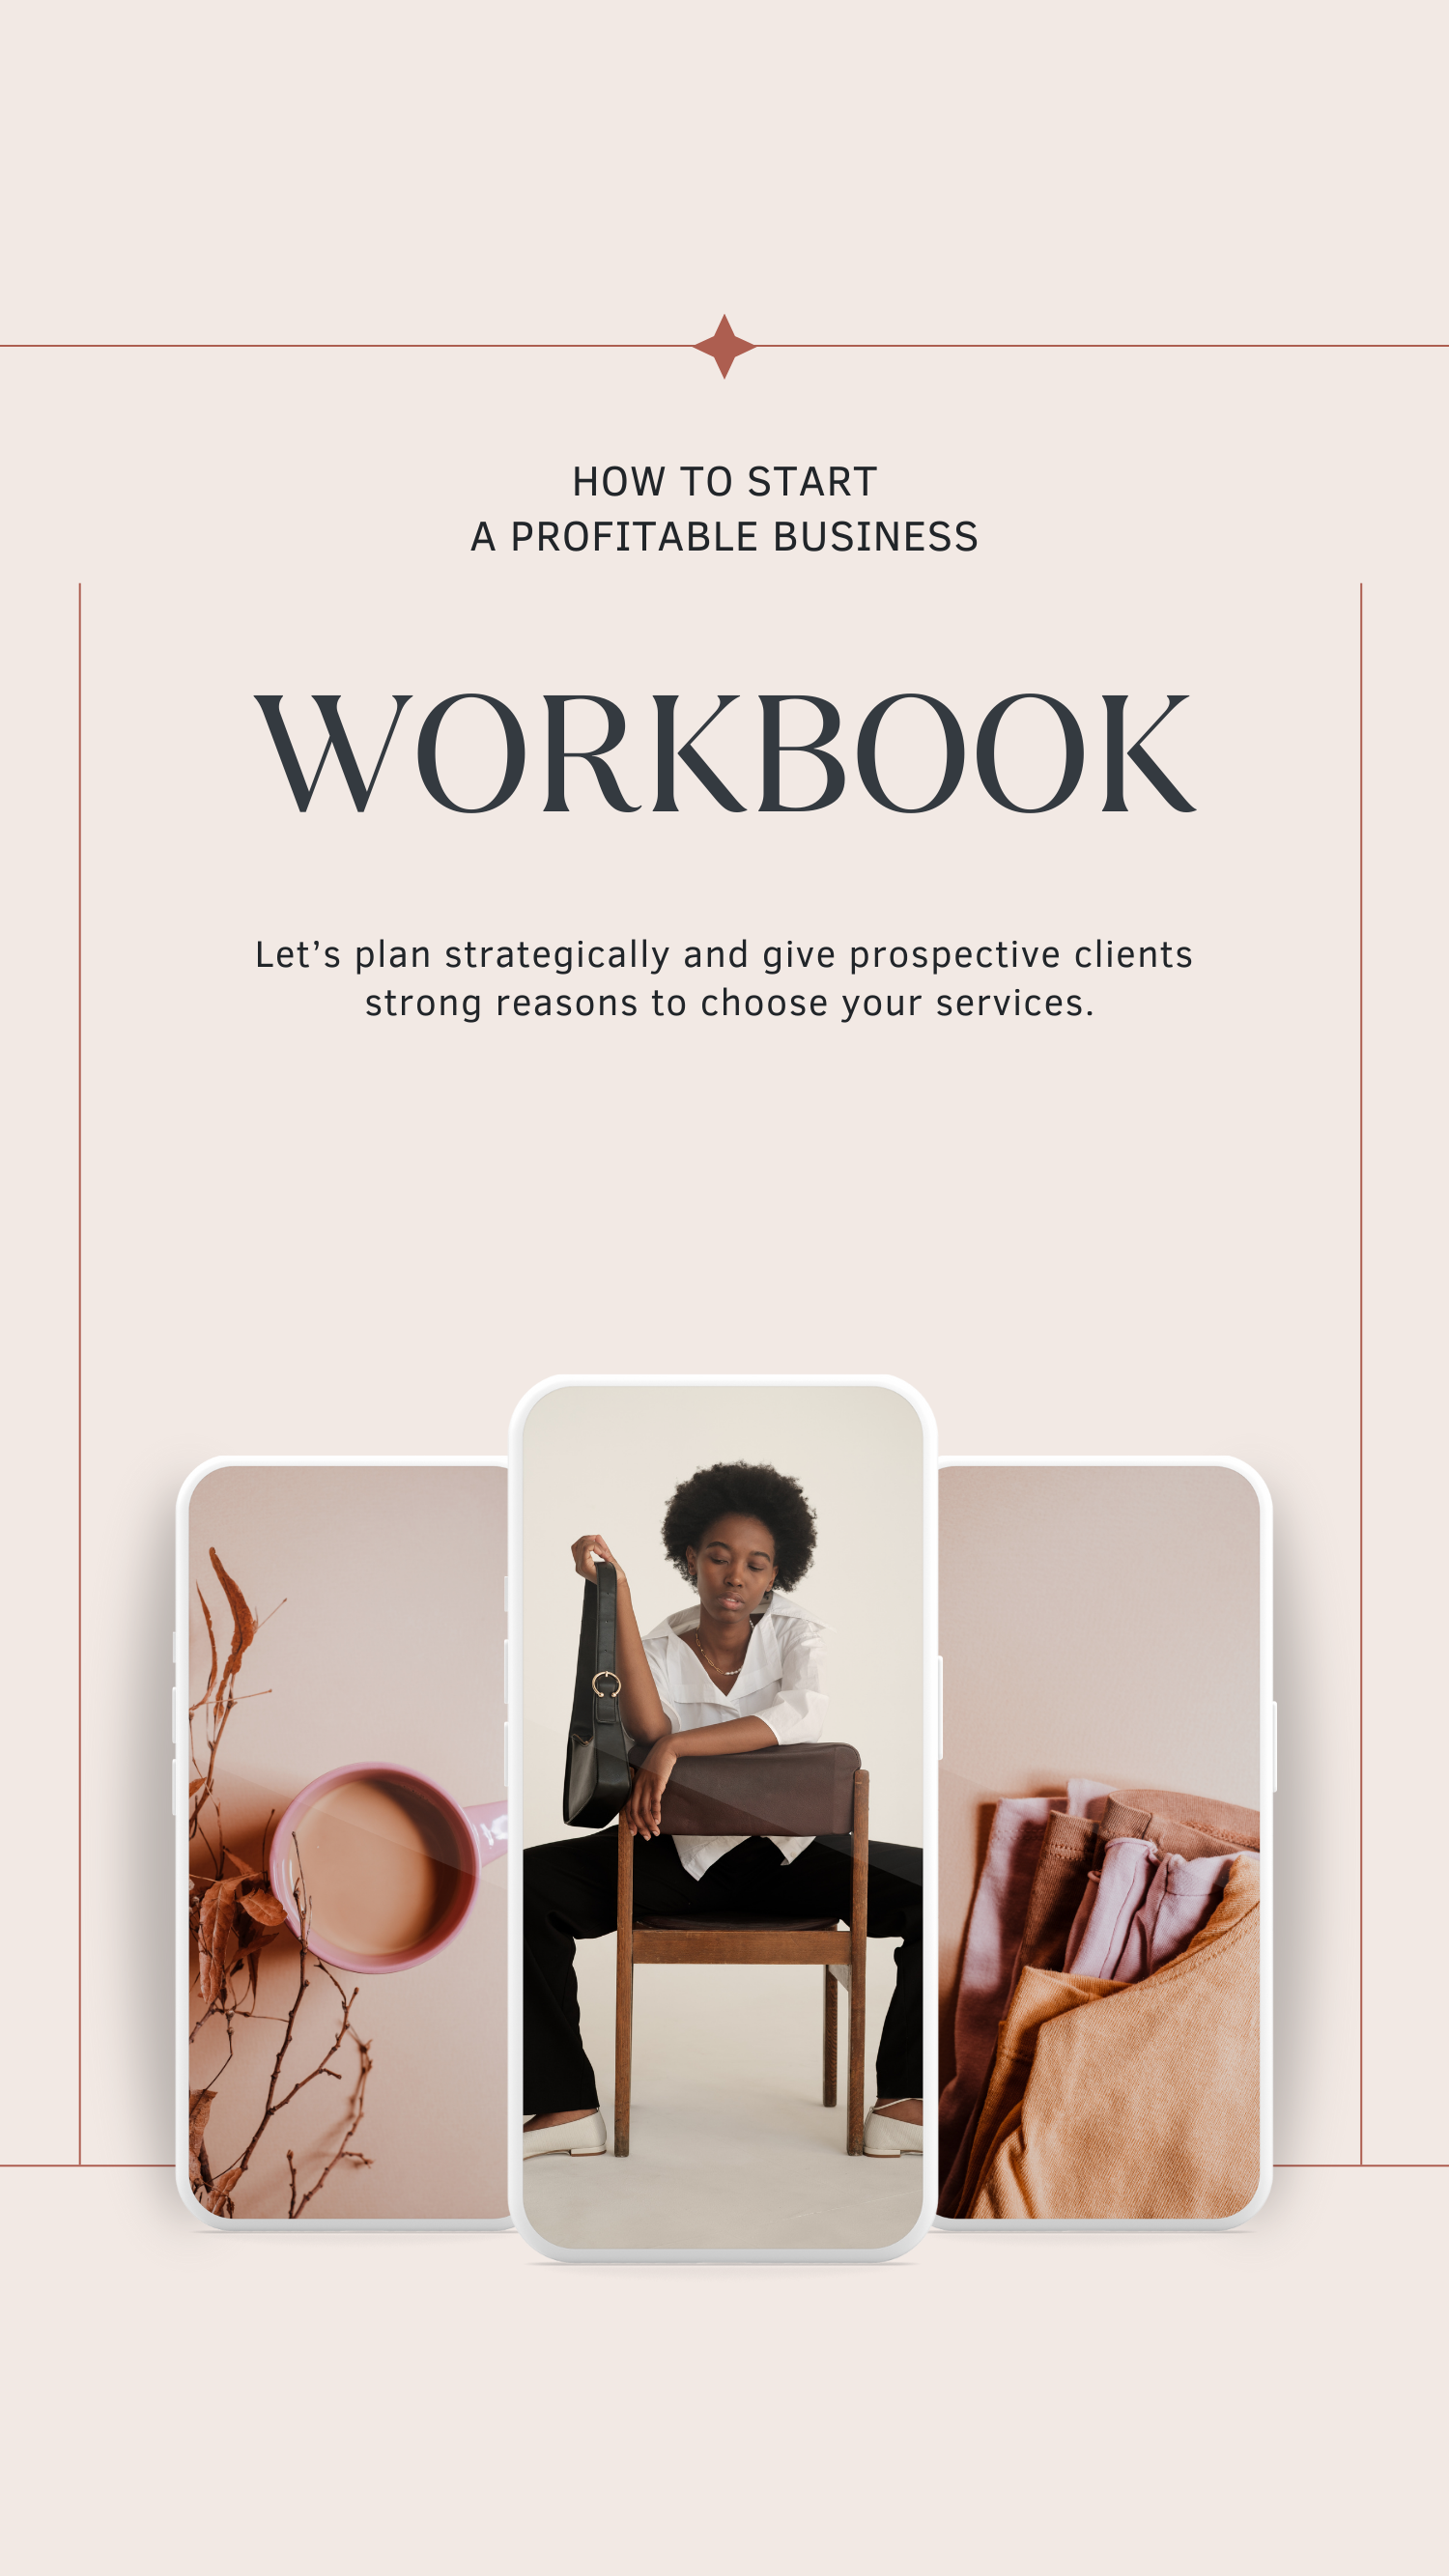 HOW TO START
A PROFITABLE BUSINESS
WORKBOOK
Let’s plan strategically and give prospective clients
strong reasons to choose your services.